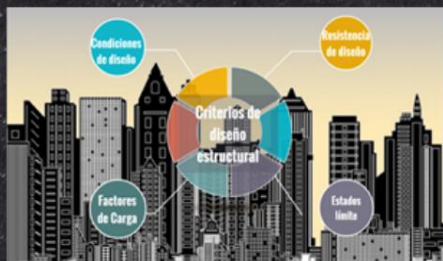 Condiciones
de diseño
Resistencia
de diseño
Criterios de
diseño
estructural
Factores
de Carga
Estados
límite